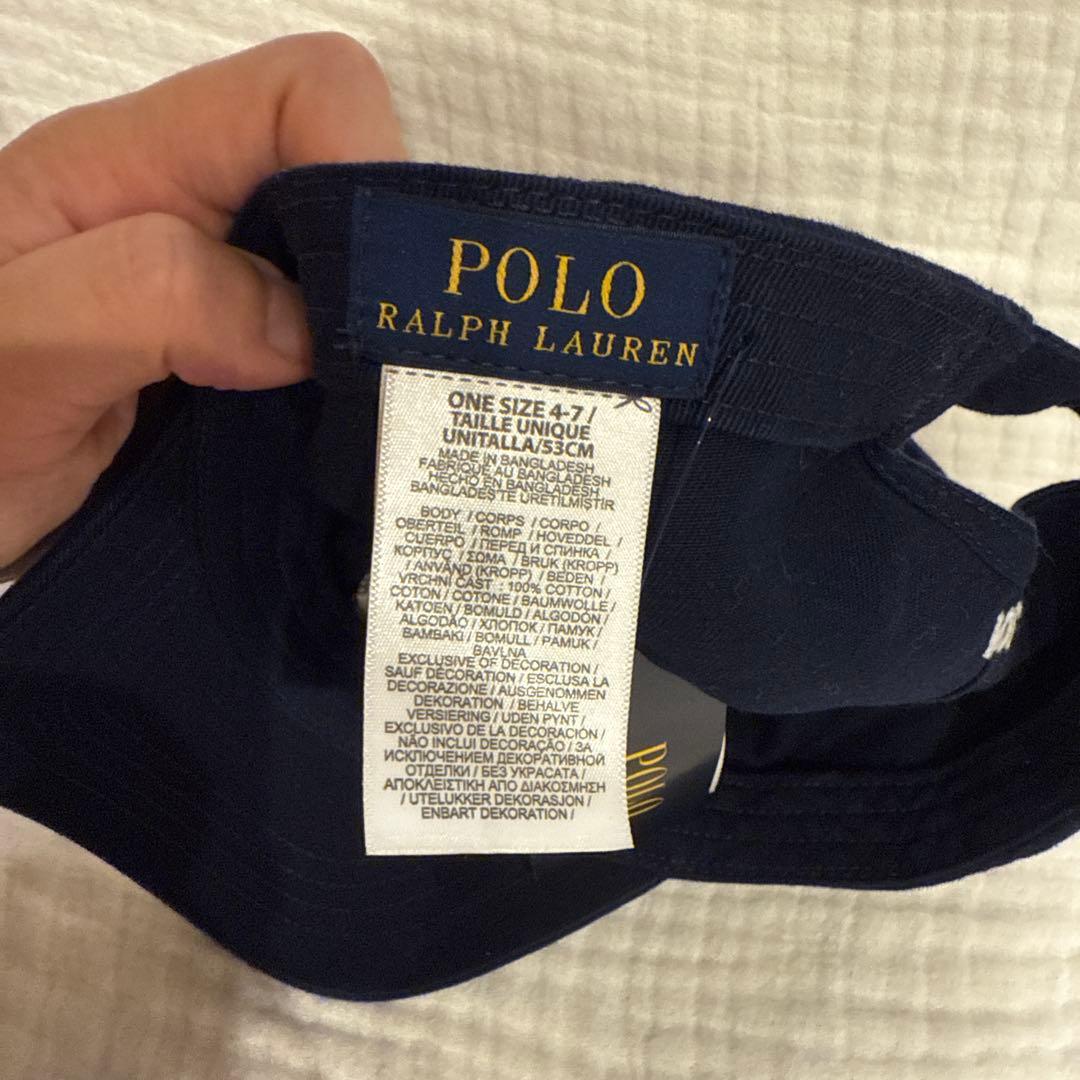 POLO
RALPH LAUREN
ONE SIZE 4-7 /
TAILLE UNIQUE
UNITALLA/53CM
MADE IN BANGLADESH
FABRIQUÉ AU BANGLADESH
HECHO EN BANGLADESH
BANGLADEŞ'TE ÜRETİLMİŞTİR
BODY / CORPS / CORPO /
OBERTEIL / ROMP / HOVEDDEL /
CUERPO / ПЕРЕД И СПИНКА /
КОРПУС / ΣΩΜΑ / BRUK (KROPP)
/ ANVÄND (KROPP) / BEDEN /
VRCHNÍ ČÁST : 100% COTTON /
COTON / COTONE / BAUMWOLLE /
KATOEN / BOMULD / ALGODÓN /
ALGODÃO / ХЛОПОК / ПАМУК /
ΒΑΜΒΑΚΙ / BOMULL / PAMUK /
BAVLNA
EXCLUSIVE OF DECORATION /
SAUF DÉCORATION / ESCLUSA LA
DECORAZIONE / AUSGENOMMEN
DEKORATION / BEHALVE
VERSIERING / UDEN PYNT /
EXCLUSIVO DE LA DECORACIÓN /
NÃO INCLUI DECORAÇÃO / ЗА
ИСКЛЮЧЕНИЕМ ДЕКОРАТИВНОЙ
ОТДЕЛКИ / БЕЗ УКРАСАТА /
ΑΠΟΚΛΕΙΣΤΙΚΗ ΑΠΟ ΔΙΑΚΟΣΜΗΣΗ
/ UTELUKKER DEKORASJON /
ENBART DEKORATION /
POLO